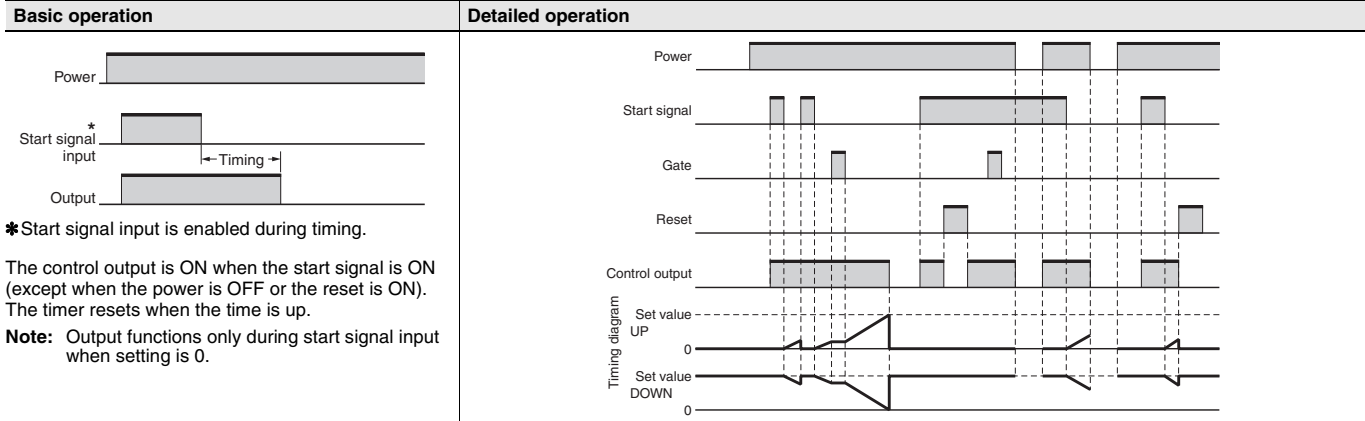 Basic operation
Detailed operation
Power
*
Start signal
input
Timing
Output
✱Start signal input is enabled during timing.
The control output is ON when the start signal is ON
(except when the power is OFF or the reset is ON).
The timer resets when the time is up.
Note: Output functions only during start signal input
when setting is 0.
Power
Start signal
Gate
Reset
Control output
Timing diagram
Set value
UP
0
Set value
DOWN
0